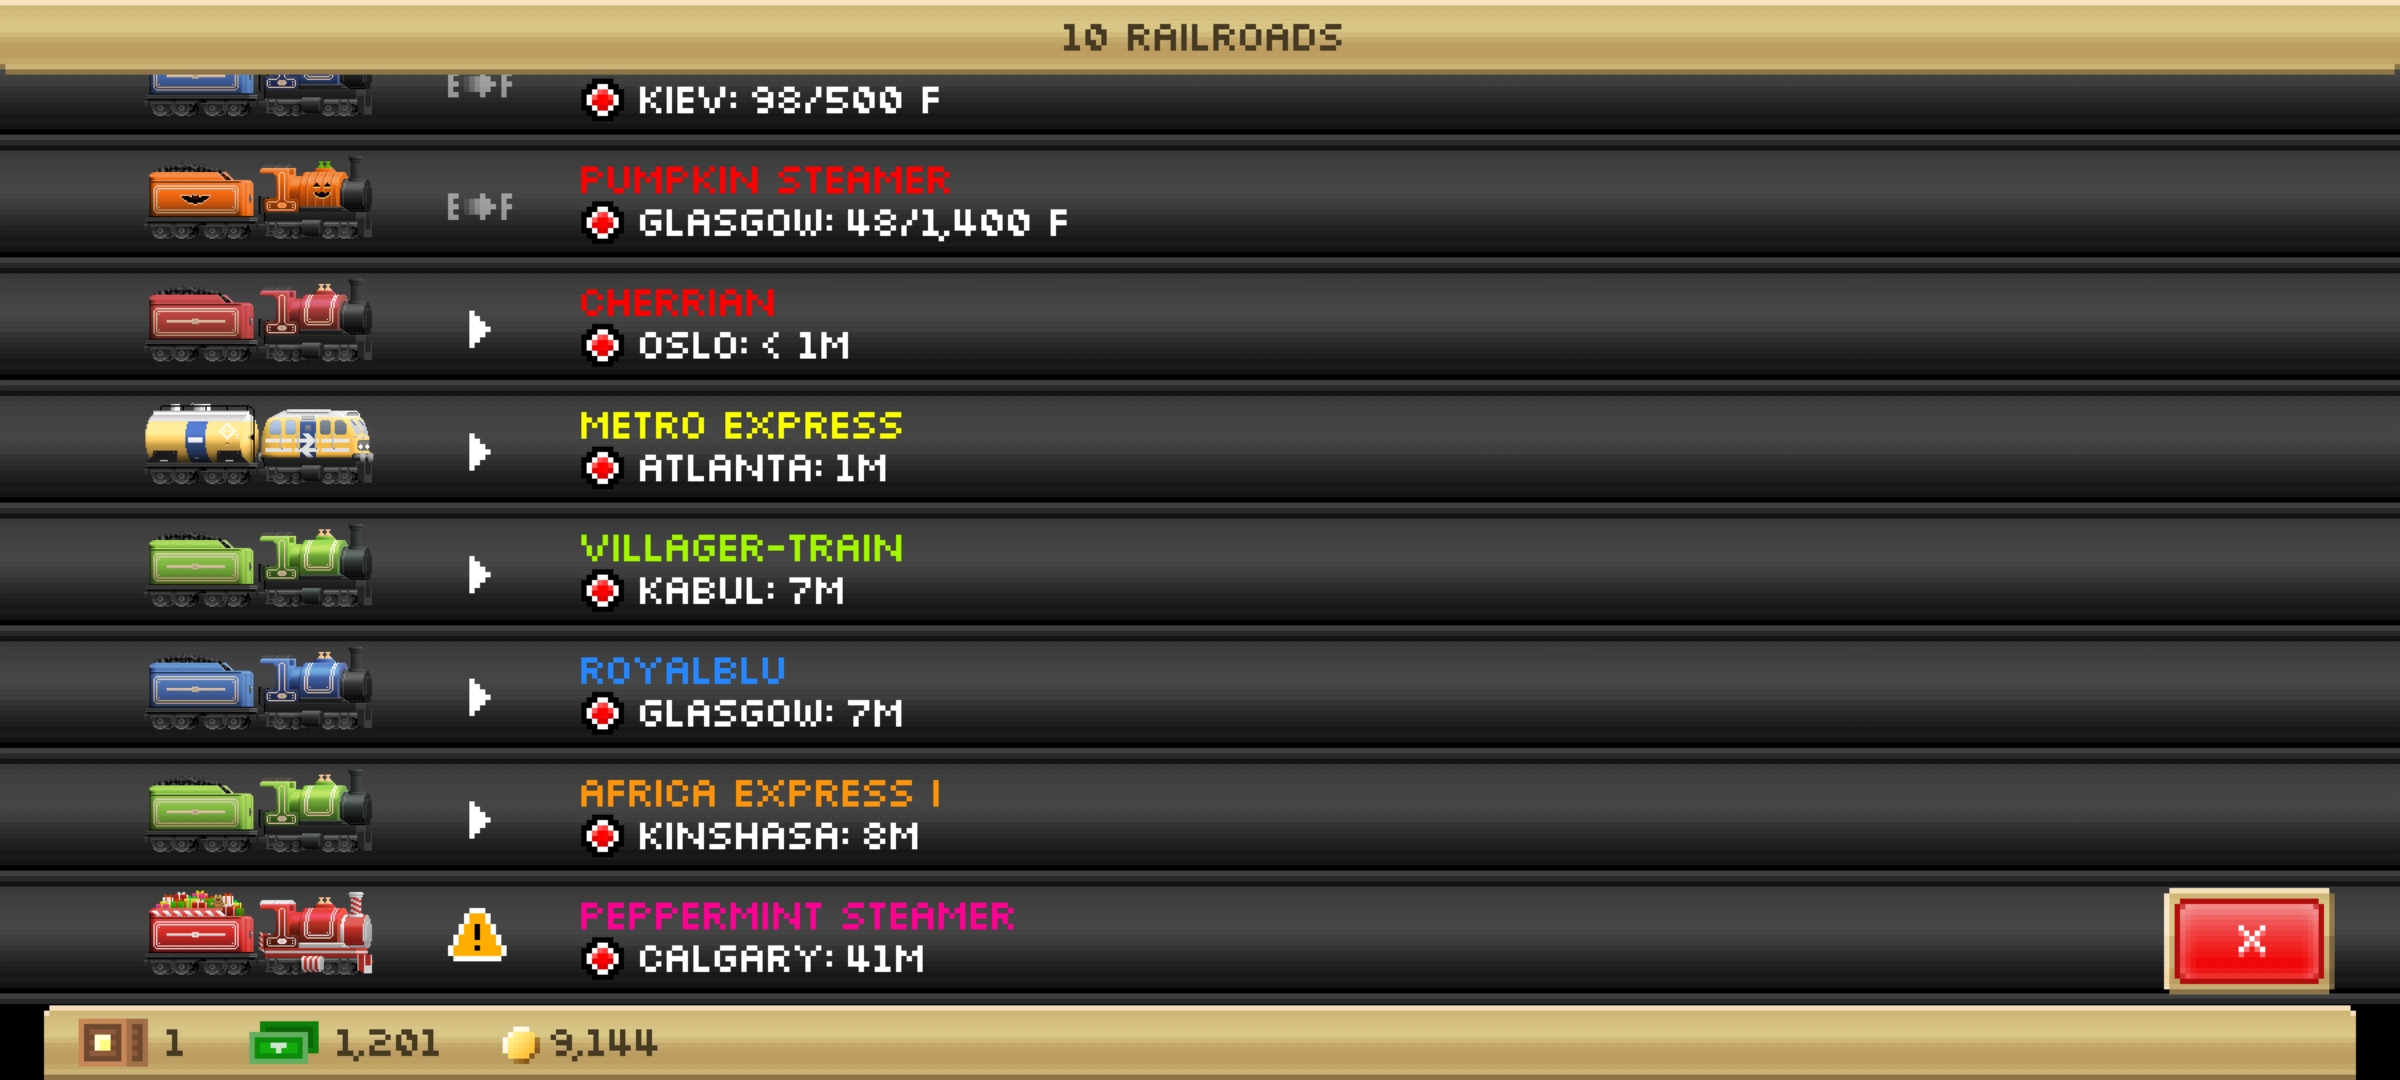 10 RAILROADS
E F
KIEV: 98/500 F
PUMPKIN STEAMER
E F
GLASGOW: 48/1,400 F
CHERRIAN
OSLO: < 1M
METRO EXPRESS
ATLANTA: 1M
VILLAGER-TRAIN
KABUL: 7M
ROYALBLU
GLASGOW: 7M
AFRICA EXPRESS I
KINSHASA: 8M
PEPPERMINT STEAMER
! CALGARY: 41M
X
1 1,201 9,144